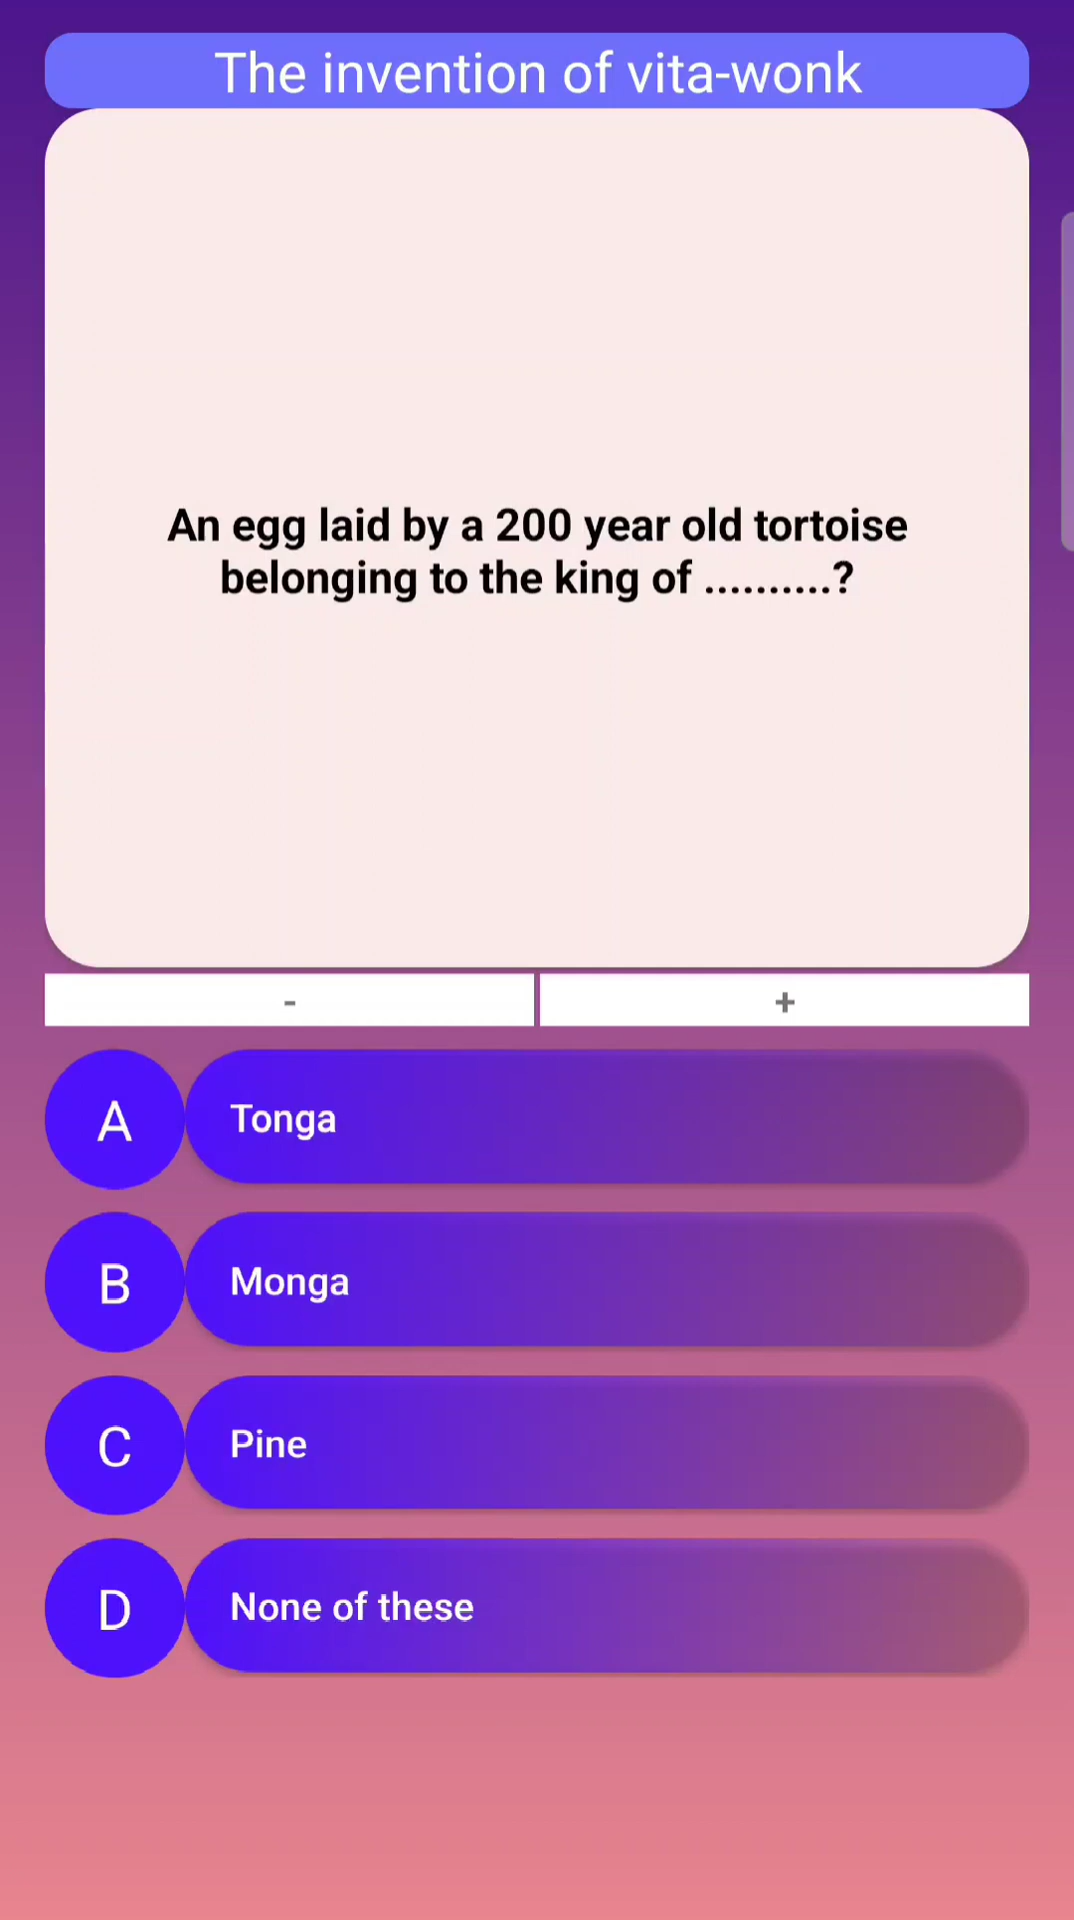 The invention of vita-wonk
An egg laid by a 200 year old tortoise
belonging to the king of ..........?
-
+
A
Tonga
B
Monga
C
Pine
D
None of these